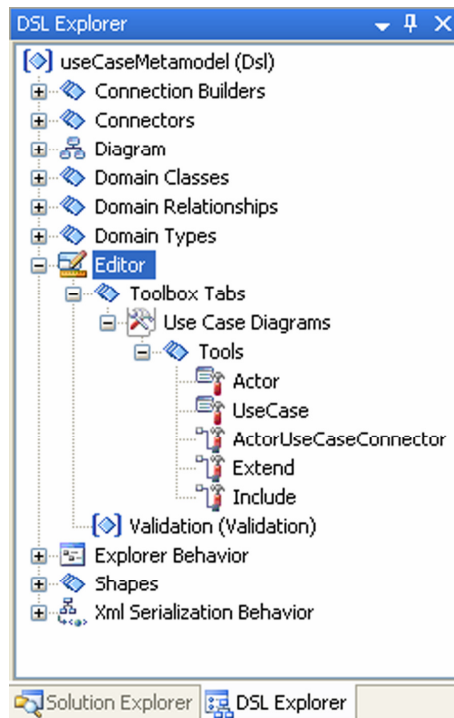 DSL Explorer
useCaseMetamodel (Dsl)
Connection Builders
Connectors
Diagram
Domain Classes
Domain Relationships
Domain Types
Editor
Toolbox Tabs
Use Case Diagrams
Tools
Actor
UseCase
ActorUseCaseConnector
Extend
Include
Validation (Validation)
Explorer Behavior
Shapes
Xml Serialization Behavior
Solution Explorer DSL Explorer